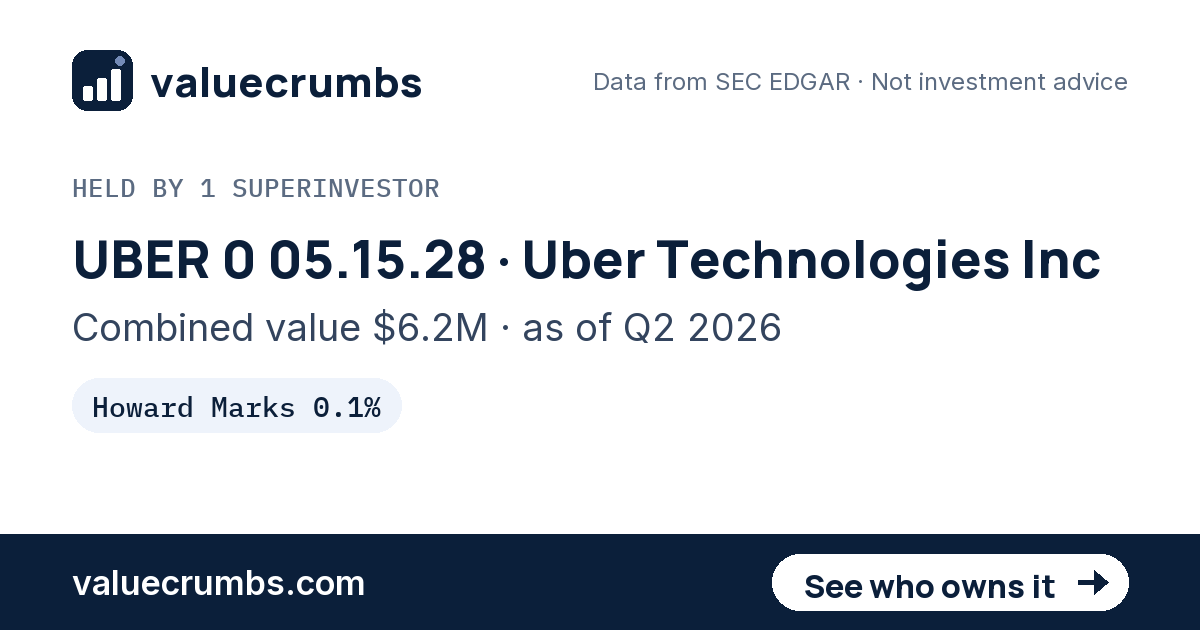 valuecrumbs
Data from SEC EDGAR · Not investment advice
HELD BY 1 SUPERINVESTOR
UBER 0 05.15.28 · Uber Technologies Inc
Combined value $6.2M · as of Q2 2026
Howard Marks 0.1%
valuecrumbs.com
See who owns it →